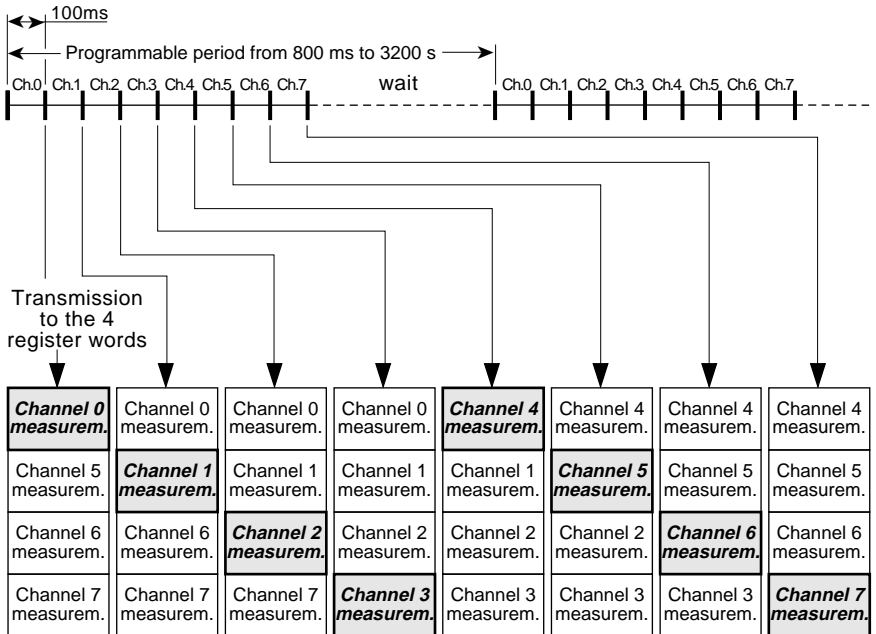 100ms
Programmable period from 800 ms to 3200 s
Ch.0 Ch.1 Ch.2 Ch.3 Ch.4 Ch.5 Ch.6 Ch.7 wait Ch.0 Ch.1 Ch.2 Ch.3 Ch.4 Ch.5 Ch.6 Ch.7
Transmission
to the 4
register words
Channel 0 Channel 0 Channel 0 Channel 0 Channel 4 Channel 4 Channel 4 Channel 4
measurem. measurem. measurem. measurem. measurem. measurem. measurem. measurem.
Channel 5 Channel 1 Channel 1 Channel 1 Channel 1 Channel 5 Channel 5 Channel 5
measurem. measurem. measurem. measurem. measurem. measurem. measurem. measurem.
Channel 6 Channel 6 Channel 2 Channel 2 Channel 2 Channel 2 Channel 6 Channel 6
measurem. measurem. measurem. measurem. measurem. measurem. measurem. measurem.
Channel 7 Channel 7 Channel 7 Channel 3 Channel 3 Channel 3 Channel 3 Channel 7
measurem. measurem. measurem. measurem. measurem. measurem. measurem. measurem.